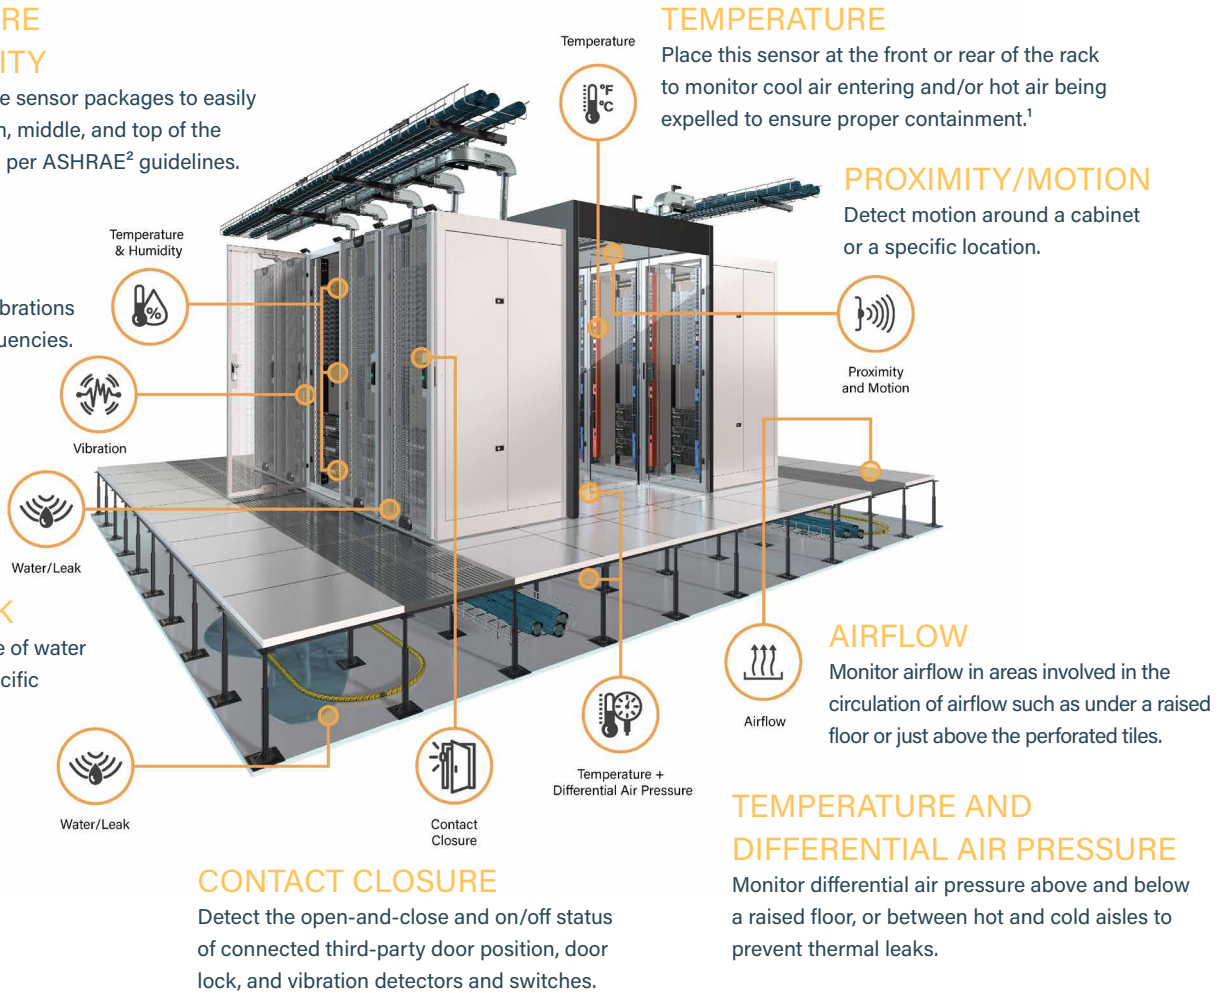 RE
ITY
e sensor packages to easily
n, middle, and top of the
per ASHRAE² guidelines.
Temperature
TEMPERATURE
Place this sensor at the front or rear of the rack
to monitor cool air entering and/or hot air being
expelled to ensure proper containment.¹
°F
°C
PROXIMITY/MOTION
Detect motion around a cabinet
or a specific location.
Temperature
& Humidity
%
brations
uencies.
Vibration
Proximity
and Motion
Water/Leak
K
e of water
cific
Water/Leak
Contact
Closure
Temperature +
Differential Air Pressure
Airflow
AIRFLOW
Monitor airflow in areas involved in the
circulation of airflow such as under a raised
floor or just above the perforated tiles.
CONTACT CLOSURE
Detect the open-and-close and on/off status
of connected third-party door position, door
lock, and vibration detectors and switches.
TEMPERATURE AND
DIFFERENTIAL AIR PRESSURE
Monitor differential air pressure above and below
a raised floor, or between hot and cold aisles to
prevent thermal leaks.